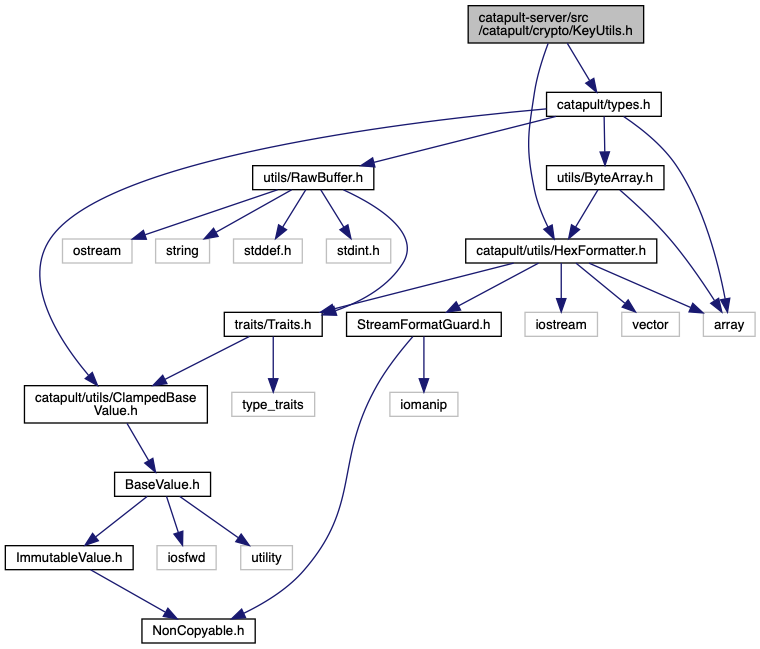 catapult-server/src
/catapult/crypto/KeyUtils.h
catapult/types.h
utils/RawBuffer.h
utils/ByteArray.h
ostream
string
stddef.h
stdint.h
catapult/utils/HexFormatter.h
traits/Traits.h
StreamFormatGuard.h
iostream
vector
array
catapult/utils/ClampedBase
Value.h
type_traits
iomanip
BaseValue.h
ImmutableValue.h
iosfwd
utility
NonCopyable.h